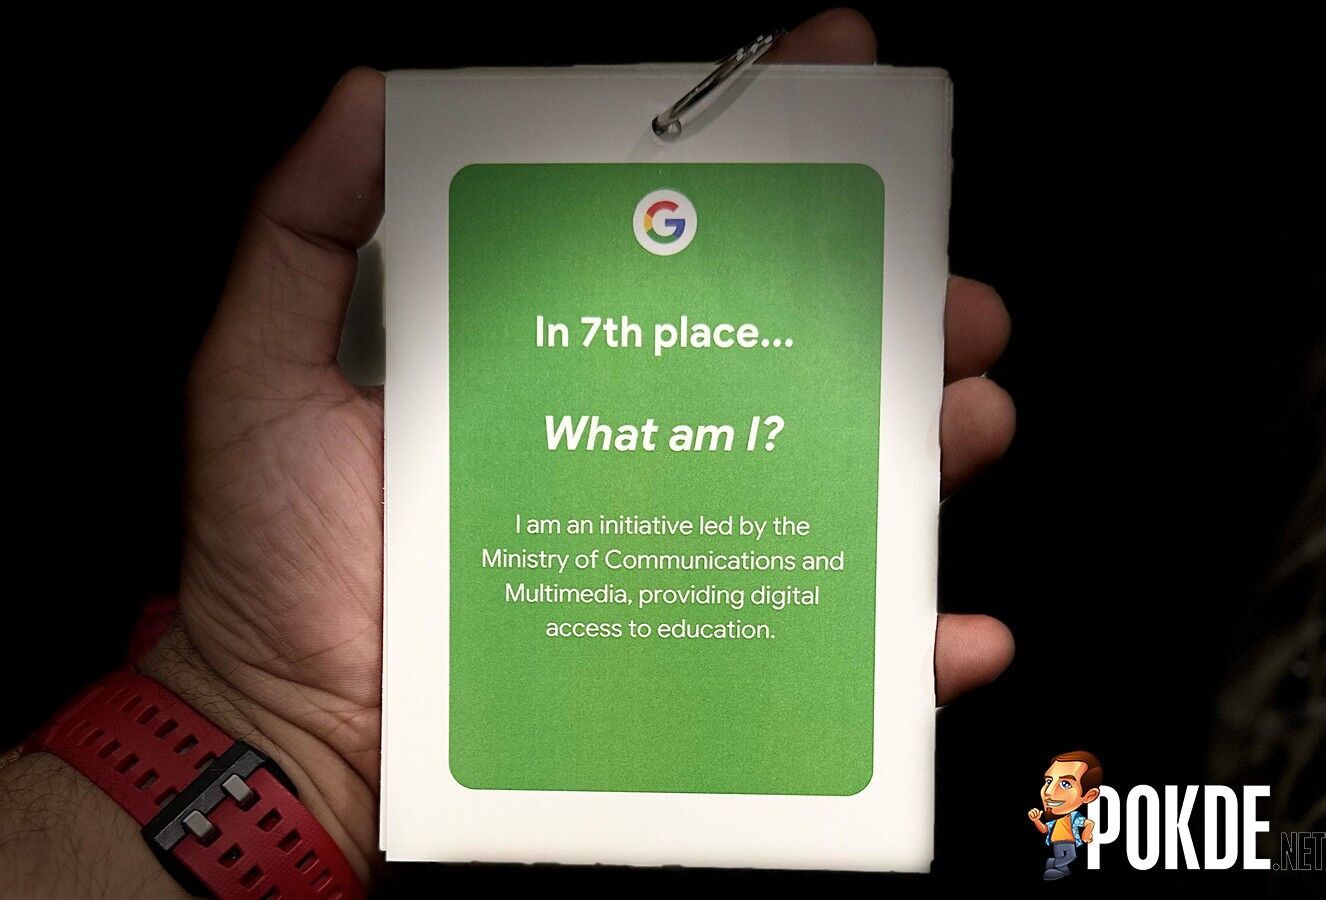 G
In 7th place...
What am I?
I am an initiative led by the
Ministry of Communications and
Multimedia, providing digital
access to education.
POKDE.NET